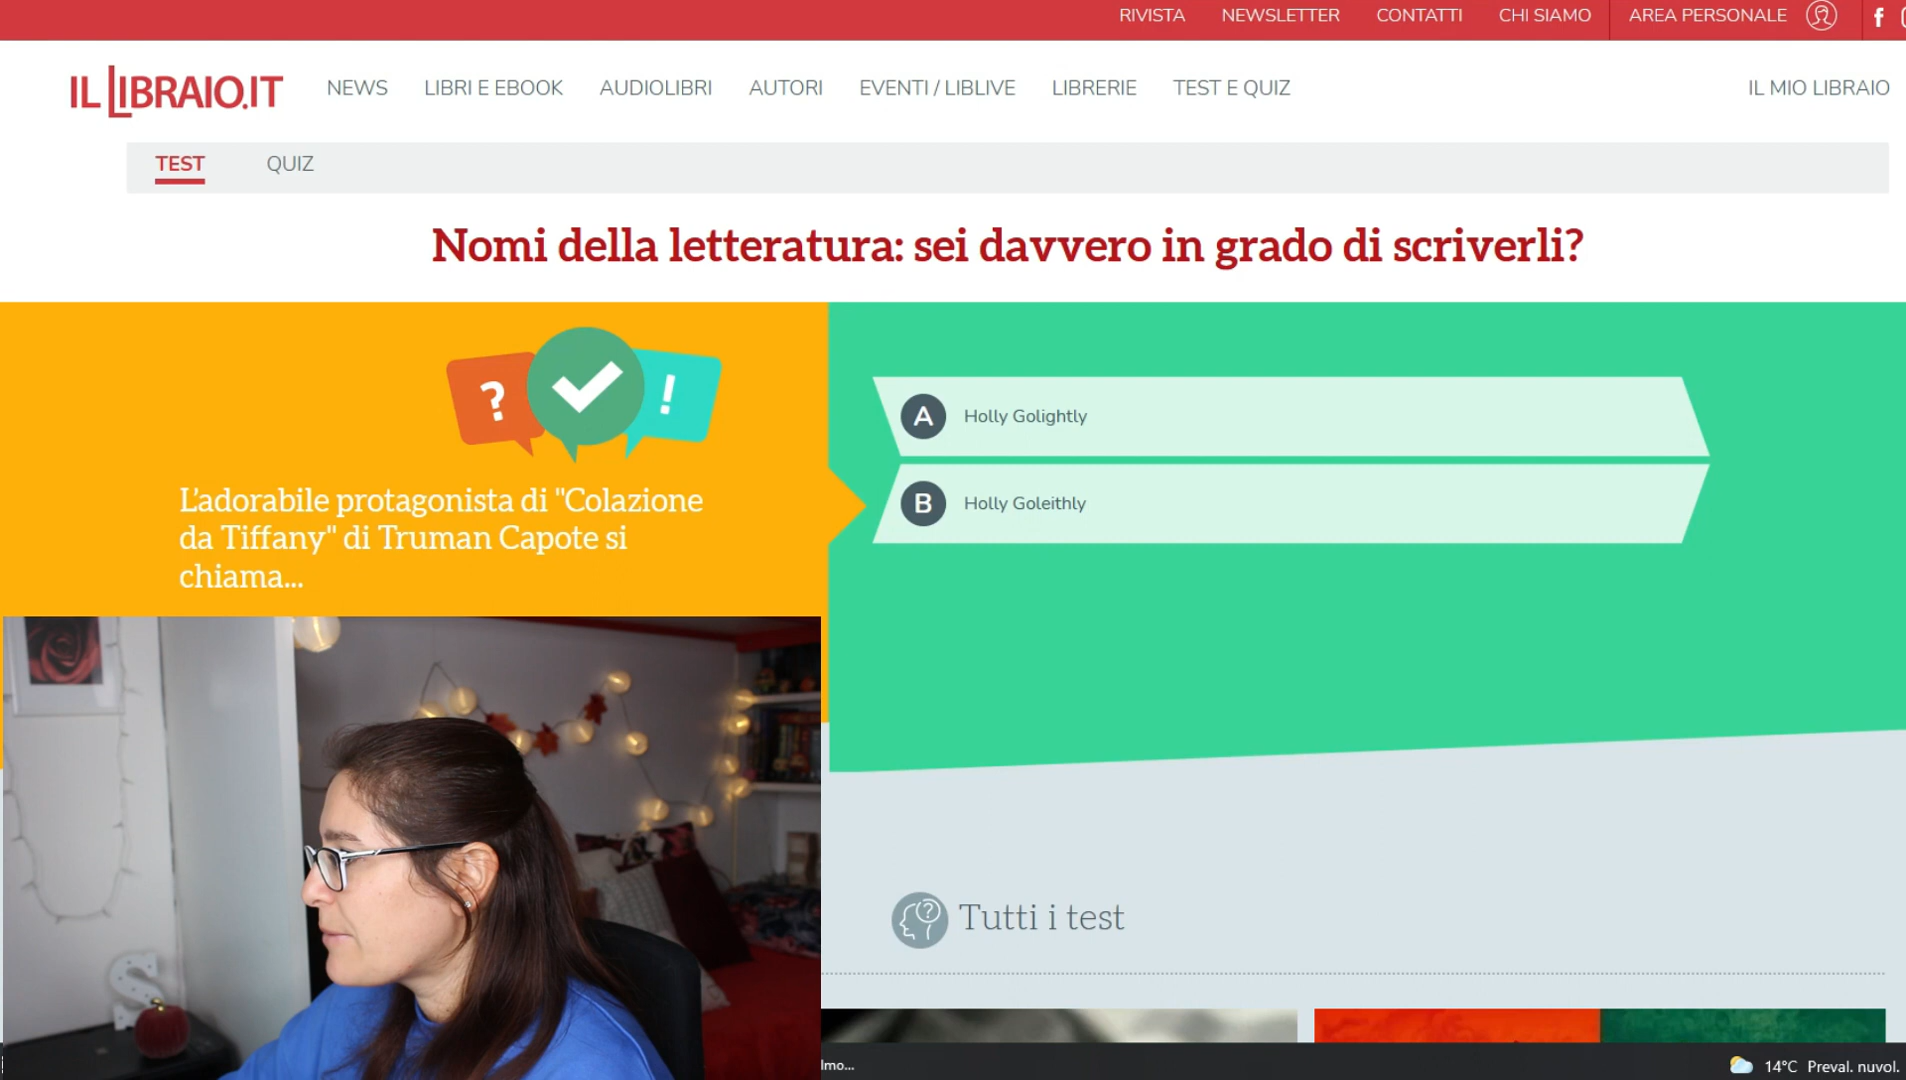 RIVISTA NEWSLETTER CONTATTI CHI SIAMO AREA PERSONALE
IL LIBRAIO.IT NEWS LIBRI E EBOOK AUDIOLIBRI AUTORI EVENTI / LIBLIVE LIBRERIE TEST E QUIZ IL MIO LIBRAIO
TEST QUIZ
Nomi della letteratura: sei davvero in grado di scriverli?
? !
L'adorabile protagonista di "Colazione
da Tiffany" di Truman Capote si
chiama...
A Holly Golightly
B Holly Goleithly
? Tutti i test
S
lmo... 14°C Preval. nuvol.